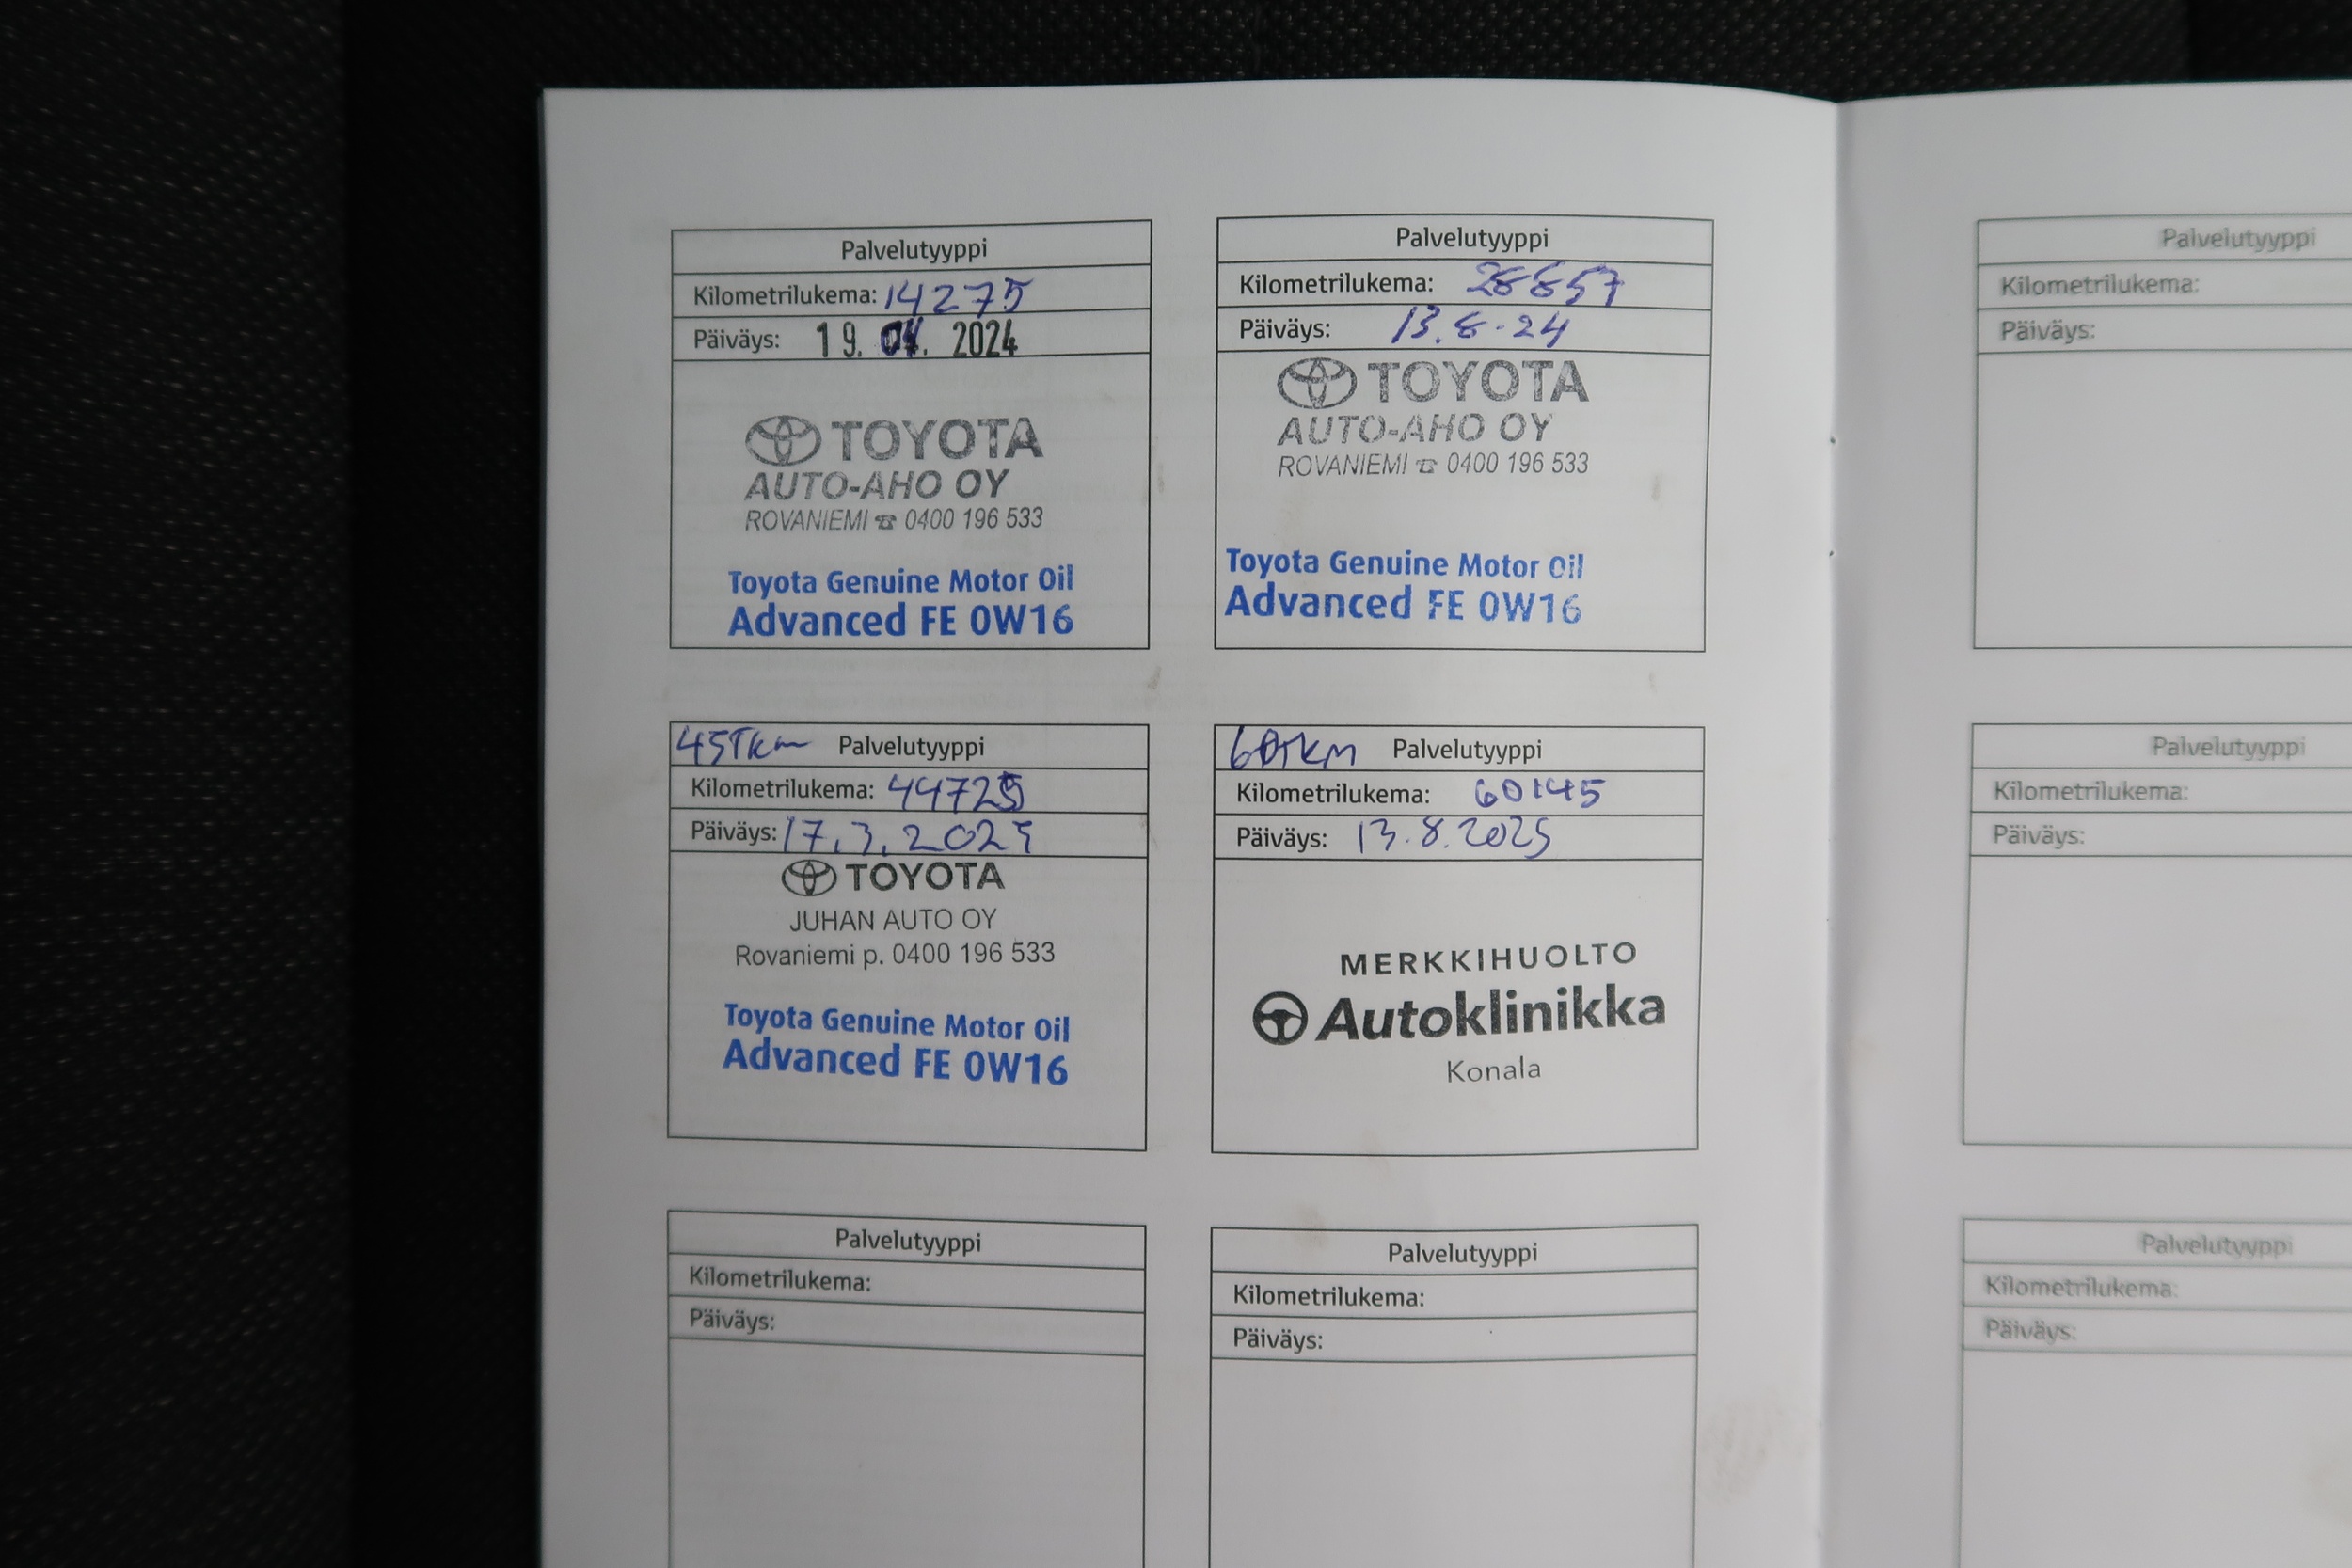 Palvelutyyppi
Kilometrilukema: 14275
Päiväys: 19. 04. 2024
TOYOTA
AUTO-AHO OY
ROVANIEMI ☎ 0400 196 533
Toyota Genuine Motor Oil
Advanced FE 0W16
Palvelutyyppi
Kilometrilukema: 28857
Päiväys: 13.8.24
TOYOTA
AUTO-AHO OY
ROVANIEMI ☎ 0400 196 533
Toyota Genuine Motor Oil
Advanced FE 0W16
45Tkm Palvelutyyppi
Kilometrilukema: 44725
Päiväys: 17.3.2025
TOYOTA
JUHAN AUTO OY
Rovaniemi p. 0400 196 533
Toyota Genuine Motor Oil
Advanced FE 0W16
60tkm Palvelutyyppi
Kilometrilukema: 60145
Päiväys: 13.8.2025
MERKKIHUOLTO
Autoklinikka
Konala
Palvelutyyppi
Kilometrilukema:
Päiväys:
Palvelutyyppi
Kilometrilukema:
Päiväys:
Palvelutyyppi
Kilometrilukema:
Päiväys:
Palvelutyyppi
Kilometrilukema:
Päiväys:
Palvelutyyppi
Kilometrilukema:
Päiväys: